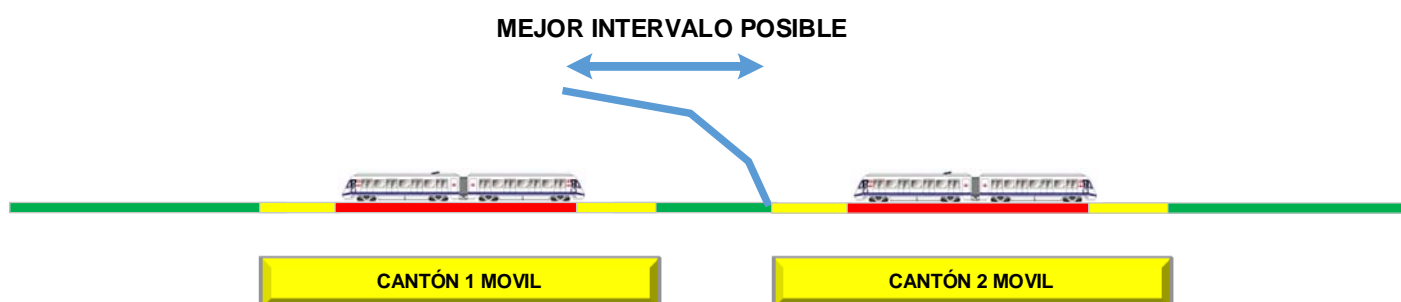 MEJOR INTERVALO POSIBLE
CANTÓN 1 MOVIL
CANTÓN 2 MOVIL